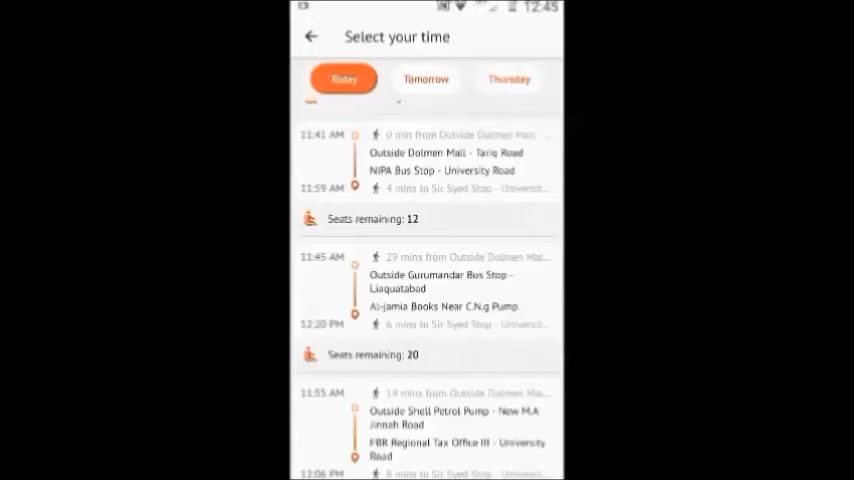 12:45
Select your time
Today
Tomorrow
Thursday
11:41 AM
0 min from Outside Dolmen Mall - ...
Outside Dolmen Mall - Tariq Road
NIPA Bus Stop - University Road
11:59 AM
4 mins to Sir Syed Stop - Universit...
Seats remaining: 12
11:45 AM
29 mins from Outside Dolmen Mal...
Outside Gurumandar Bus Stop -
Liaquatabad
Al-jamia Books Near C.N.g Pump
12:20 PM
6 mins to Sir Syed Stop - Universit...
Seats remaining: 20
11:55 AM
14 mins from Outside Dolmen Mal...
Outside Shell Petrol Pump - New M.A
Jinnah Road
FBR Regional Tax Office III - University
Road
12:06 PM
8 mins to Sir Syed Stop - Universit...